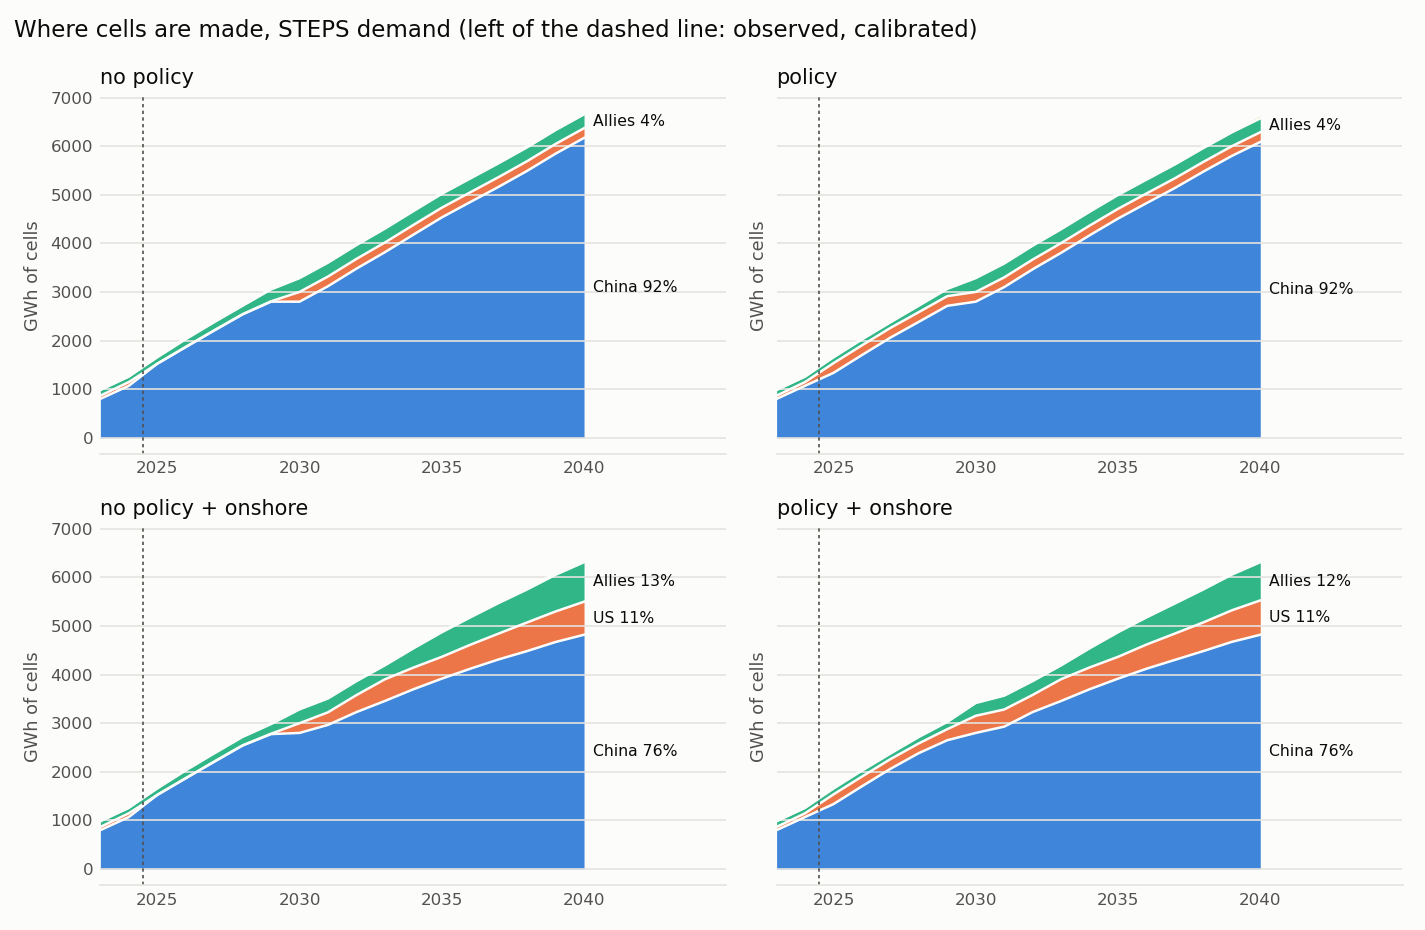 Where cells are made, STEPS demand (left of the dashed line: observed, calibrated)
no policy
7000
6000
5000
4000
3000
2000
1000
0
GWh of cells
Allies 4%
China 92%
2025
2030
2035
2040
policy
GWh of cells
Allies 4%
China 92%
2025
2030
2035
2040
no policy + onshore
7000
6000
5000
4000
3000
2000
1000
0
GWh of cells
Allies 13%
US 11%
China 76%
2025
2030
2035
2040
policy + onshore
GWh of cells
Allies 12%
US 11%
China 76%
2025
2030
2035
2040